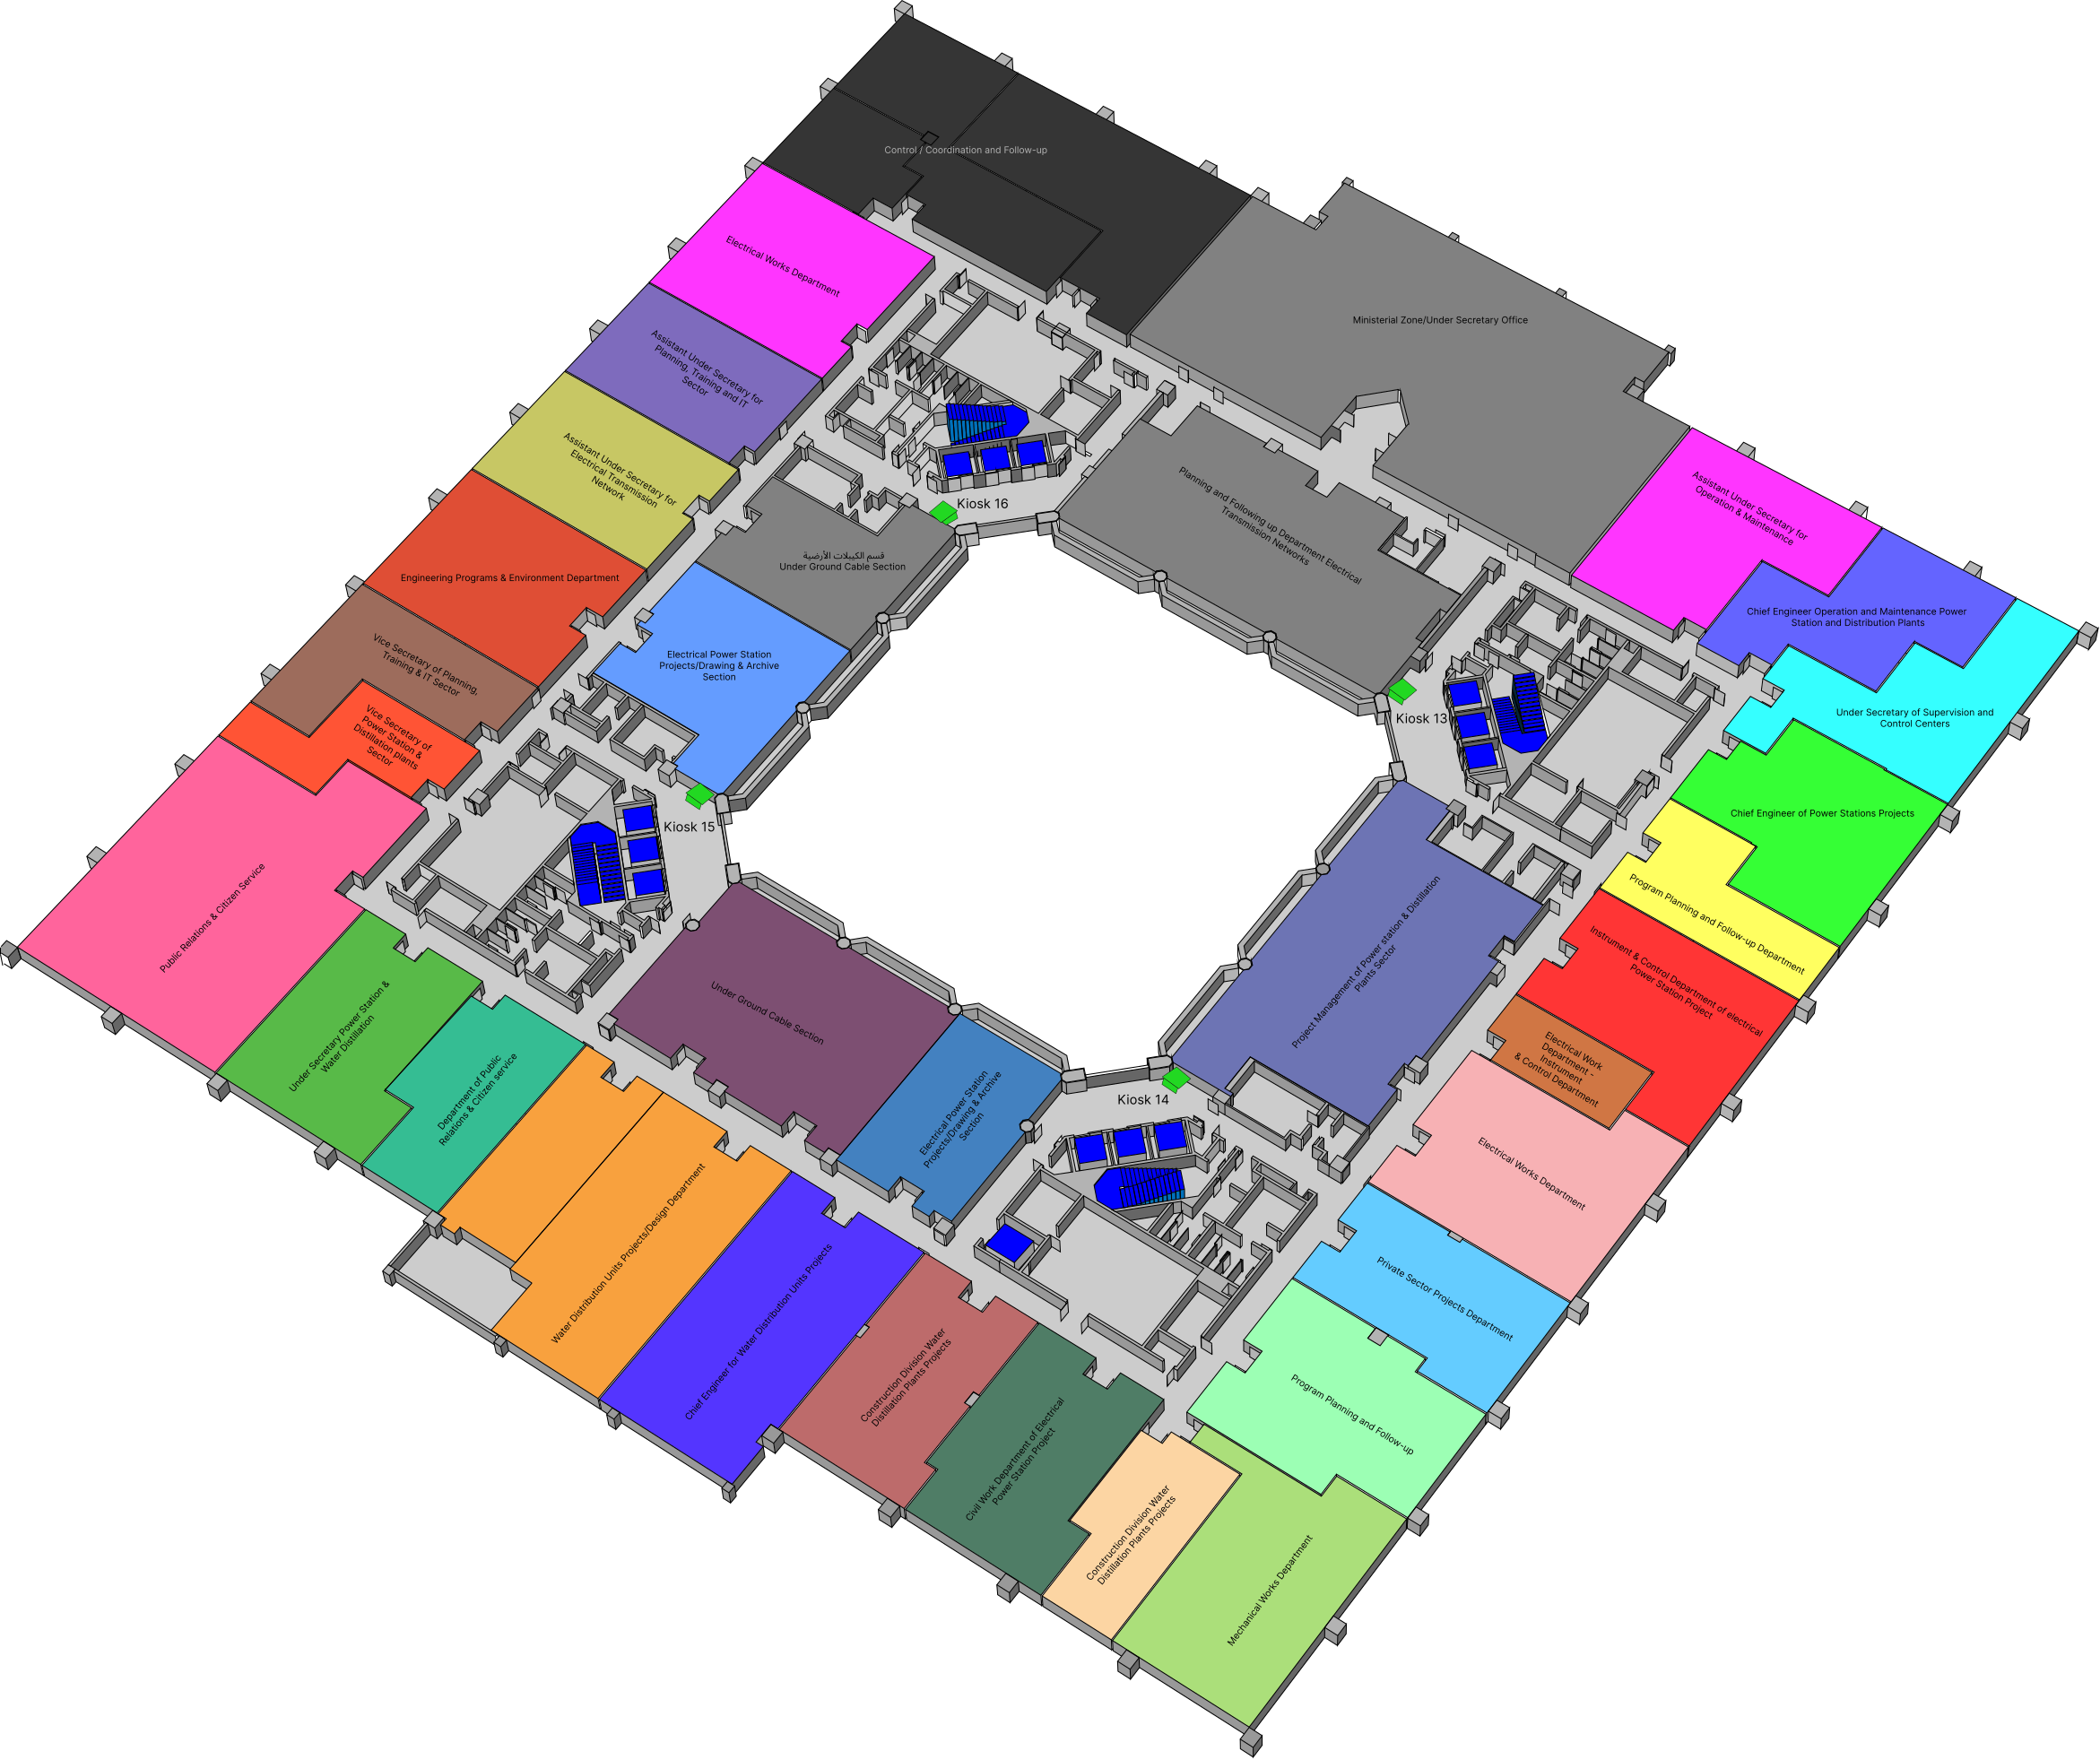 Control / Coordination and Follow-up
Electrical Works Department
Ministerial Zone/Under Secretary Office
Assistant Under Secretary for
Planning, Training and IT
Sector
Assistant Under Secretary for
Electrical Transmission
Network
Kiosk 16
Planning and Following up Department Electrical
Transmission Networks
Assistant Under Secretary for
Operation & Maintenance
قسم الكيبلات الأرضية
Under Ground Cable Section
Engineering Programs & Environment Department
Chief Engineer Operation and Maintenance Power
Station and Distribution Plants
Vice Secretary of Planning,
Training & IT Sector
Electrical Power Station
Projects/Drawing & Archive
Section
Kiosk 13
Under Secretary of Supervision and
Control Centers
Vice Secretary of
Power Station &
Distillation plants
Sector
Kiosk 15
Chief Engineer of Power Stations Projects
Public Relations & Citizen Service
Program Planning and Follow-up Department
Project Management of Power station & Distillation
Plants Sector
Instrument & Control Department of electrical
Power Station Project
Under Ground Cable Section
Under Secretary Power Station &
Water Distillation
Electrical Work
Department -
Instrument
& Control Department
Department of Public
Relations & Citizen service
Kiosk 14
Electrical Power Station
Projects/Drawing & Archive
Section
Electrical Works Department
Water Distribution Units Projects/Design Department
Private Sector Projects Department
Chief Engineer for Water Distribution Units Projects
Construction Division Water
Distillation Plants Projects
Program Planning and Follow-up
Civil Work Department of Electrical
Power Station Project
Construction Division Water
Distillation Plants Projects
Mechanical Works Department